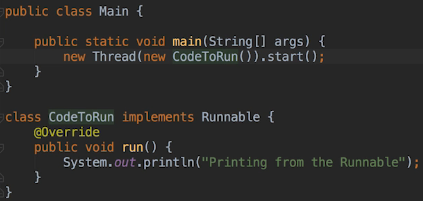 public class Main {
public static void main(String[] args) {
new Thread(new CodeToRun()).start();
}
}
class CodeToRun implements Runnable {
@Override
public void run() {
System.out.println("Printing from the Runnable");
}
}